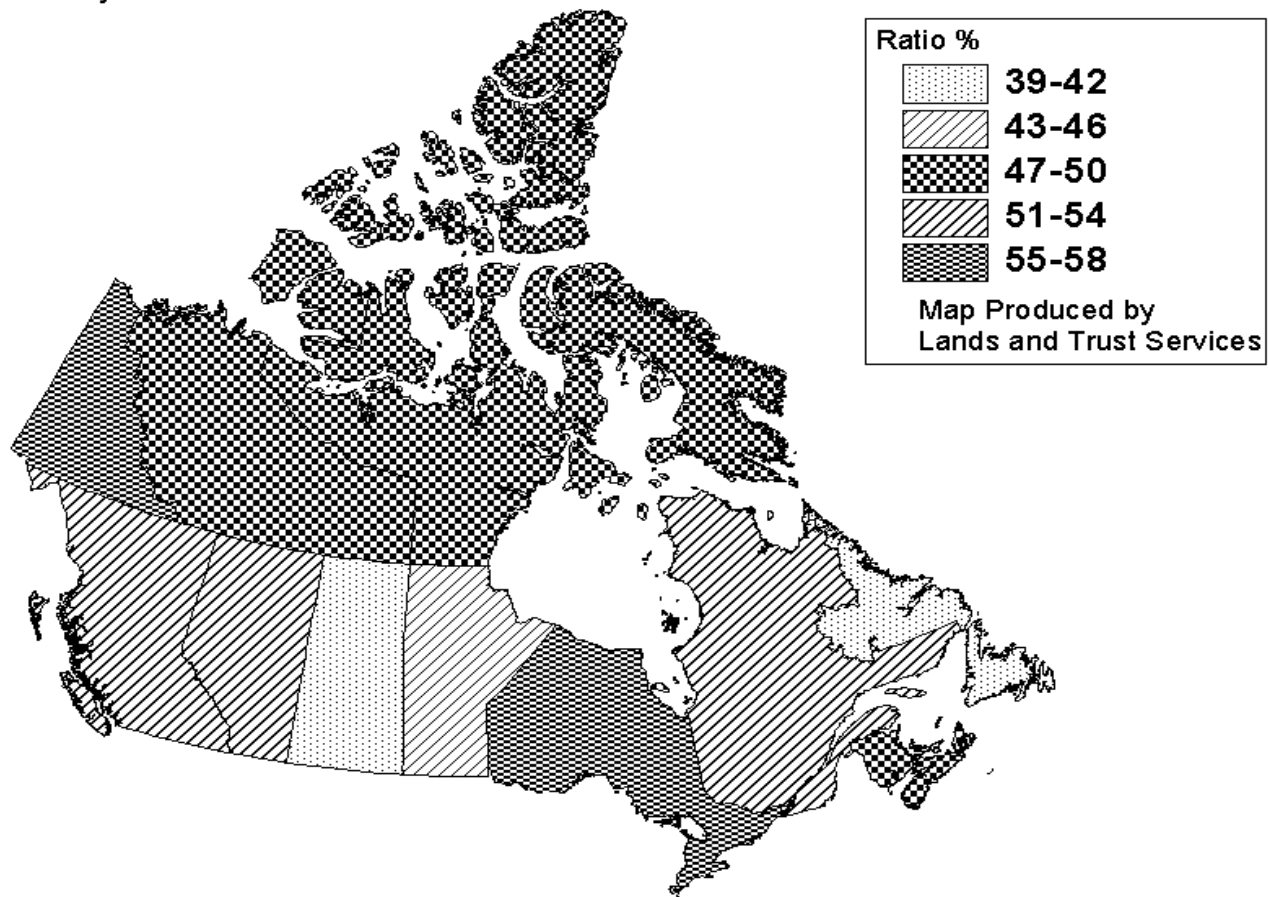 Ratio %
39-42
43-46
47-50
51-54
55-58
Map Produced by
Lands and Trust Services